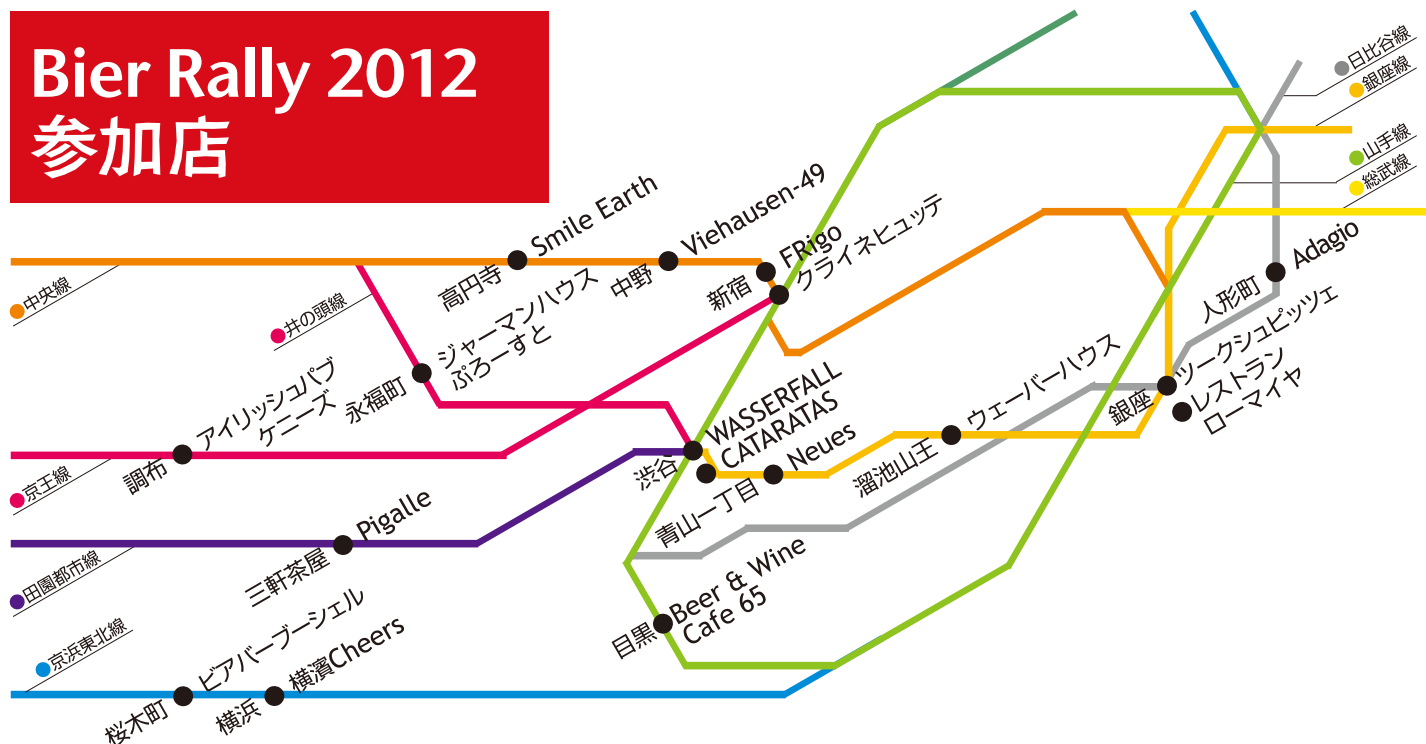 Bier Rally 2012
参加店
日比谷線
銀座線
山手線
総武線
中央線
井の頭線
京王線
田園都市線
京浜東北線
高円寺
Smile Earth
中野
Viehausen-49
新宿
FRigo
クライネヒュッテ
人形町
Adagio
永福町
ジャーマンハウス
ぷろーすと
調布
アイリッシュパブ
ケニーズ
渋谷
WASSERFALL
CATARATAS
青山一丁目
Neues
溜池山王
ウェーバーハウス
銀座
ツークシュピッツェ
レストラン
ローマイヤ
三軒茶屋
Pigalle
目黒
Beer & Wine
Cafe 65
桜木町
ビアバーブーシェル
横浜
横濱Cheers